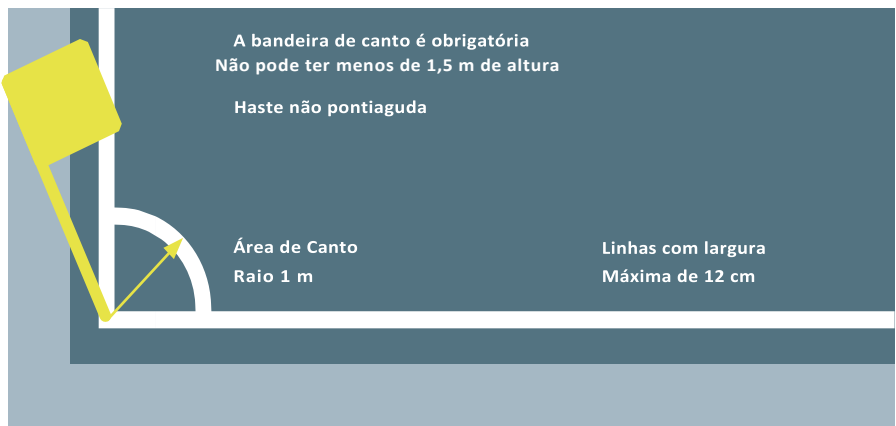 A bandeira de canto é obrigatória
Não pode ter menos de 1,5 m de altura
Haste não pontiaguda
Área de Canto
Raio 1 m
Linhas com largura
Máxima de 12 cm